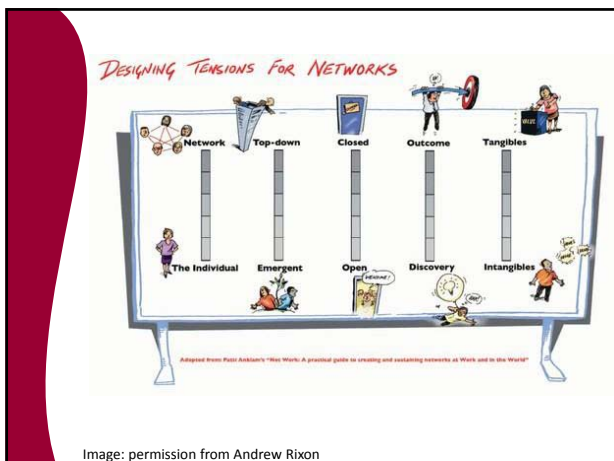 DESIGNING TENSIONS FOR NETWORKS
Network Top-down Closed Outcome Tangibles
VALUE
The Individual Emergent Open Discovery Intangibles
Adapted from: Patti Anklam's "Net Work: A practical guide to creating and sustaining networks at Work and in the World"
Image: permission from Andrew Rixon